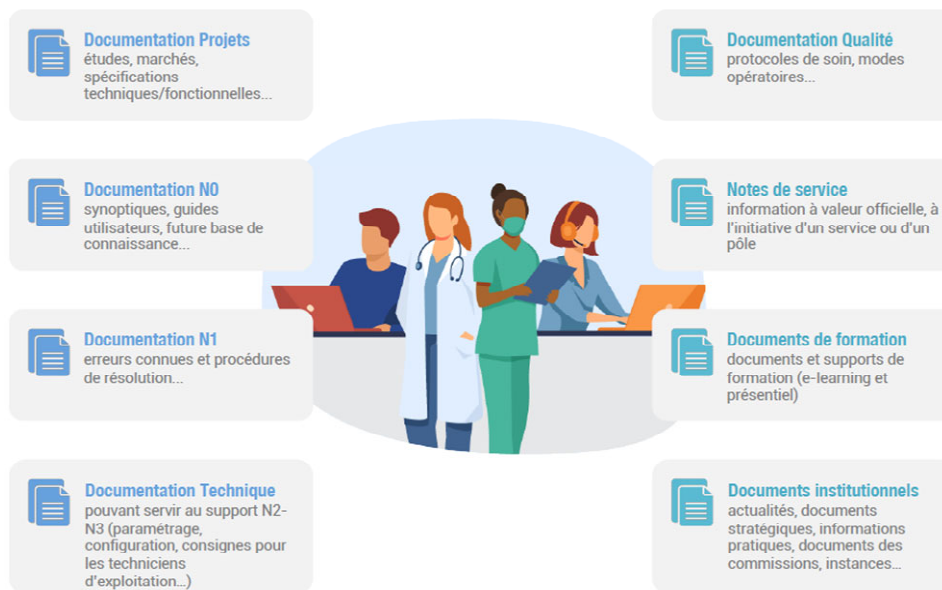 Documentation Projets
études, marchés,
spécifications
techniques/fonctionnelles...
Documentation N0
synoptiques, guides
utilisateurs, future base de
connaissance...
Documentation N1
erreurs connues et procédures
de résolution...
Documentation Technique
pouvant servir au support N2-
N3 (paramétrage,
configuration, consignes pour
les techniciens
d'exploitation...)
Documentation Qualité
protocoles de soin, modes
opératoires...
Notes de service
information à valeur officielle, à
l'initiative d'un service ou d'un
pôle
Documents de formation
documents et supports de
formation (e-learning et
présentiel)
Documents institutionnels
actualités, documents
stratégiques, informations
pratiques, documents des
commissions, instances...